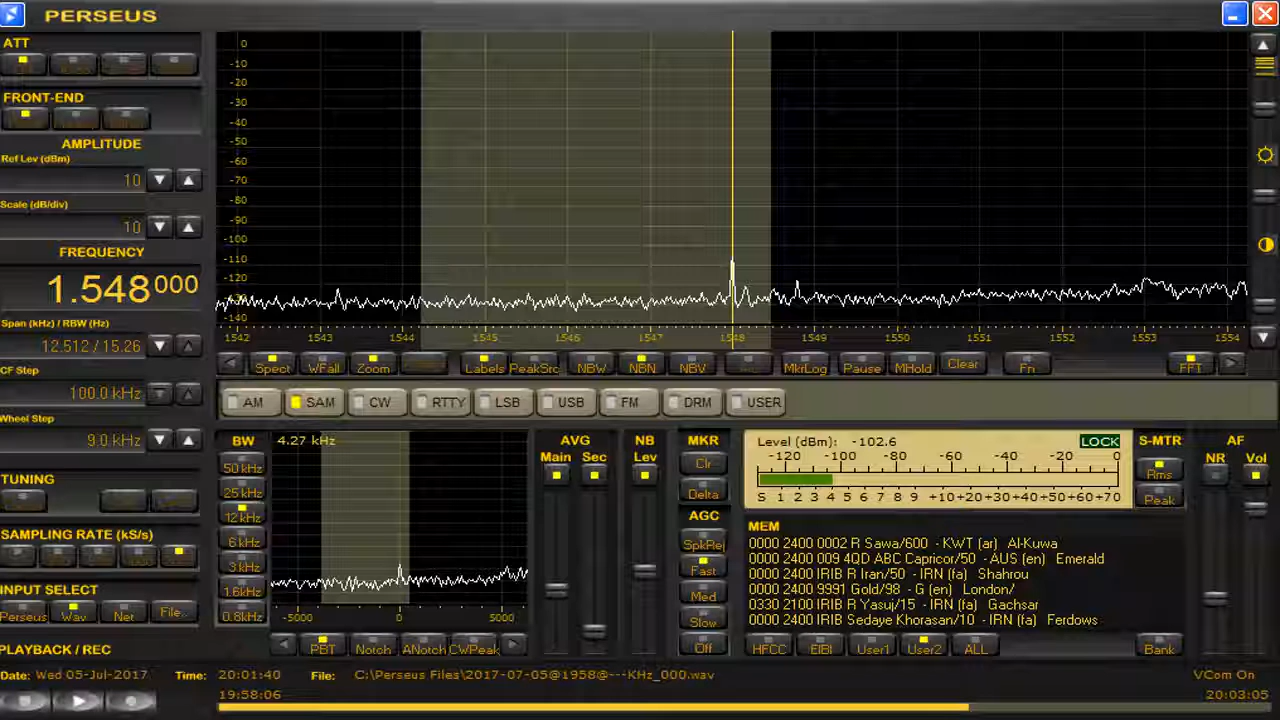 PERSEUS
ATT
FRONT-END
AMPLITUDE
Ref Lev (dBm)
10
Scale (dB/div)
10
FREQUENCY
1.548000
Span (kHz) / RBW (Hz)
12.512 / 15.26
CF Step
100.0 kHz
Wheel Step
9.0 kHz
TUNING
SAMPLING RATE (kS/s)
INPUT SELECT
Perseus Wav Net File..
PLAYBACK / REC
0
-10
-20
-30
-40
-50
-60
-70
-80
-90
-100
-110
-120
-130
-140
1542 1543 1544 1545 1546 1547 1548 1549 1550 1551 1552 1553 1554
Spect WFall Zoom Labels PeakSrc NBW NBN NBV MkrLog Pause MHold Clear Fn FFT
AM SAM CW RTTY LSB USB FM DRM USER
BW
50 kHz
25 kHz
12 kHz
6 kHz
3 kHz
1.6kHz
0.8kHz
4.27 kHz
-5000 0 5000
PBT Notch ANotch CWPeak
AVG
Main Sec
NB
Lev
MKR
Clr
Delta
AGC
SpkRej
Fast
Med
Slow
Off
Level (dBm): -102.6 LOCK
-120 -100 -80 -60 -40 -20 0
S 1 2 3 4 5 6 7 8 9 +10+20+30+40+50+60+70
S-MTR
Rms
Peak
AF
NR Vol
MEM
0000 2400 0002 R Sawa/600 - KWT (ar) Al-Kuwa
0000 2400 009 4QD ABC Capricor/50 - AUS (en) Emerald
0000 2400 IRIB R Iran/50 - IRN (fa) Shahrou
0000 2400 9991 Gold/98 - G (en) London/
0330 2100 IRIB R Yasuj/15 - IRN (fa) Gachsar
0000 2400 IRIB Sedaye Khorasan/10 - IRN (fa) Ferdows
HFCC EIBI User1 User2 ALL Bank
Date: Wed 05-Jul-2017 Time: 20:01:40 File: C:\Perseus Files\2017-07-05@1958@---KHz_000.wav VCom On
19:58:06 20:03:05